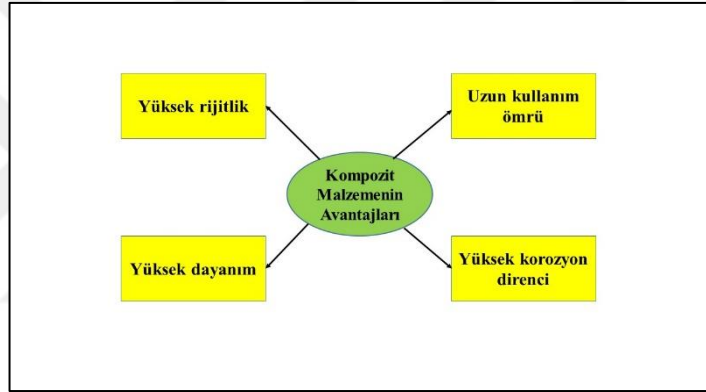 Yüksek rijitlik
Uzun kullanım
ömrü
Kompozit
Malzemenin
Avantajları
Yüksek dayanım
Yüksek korozyon
direnci